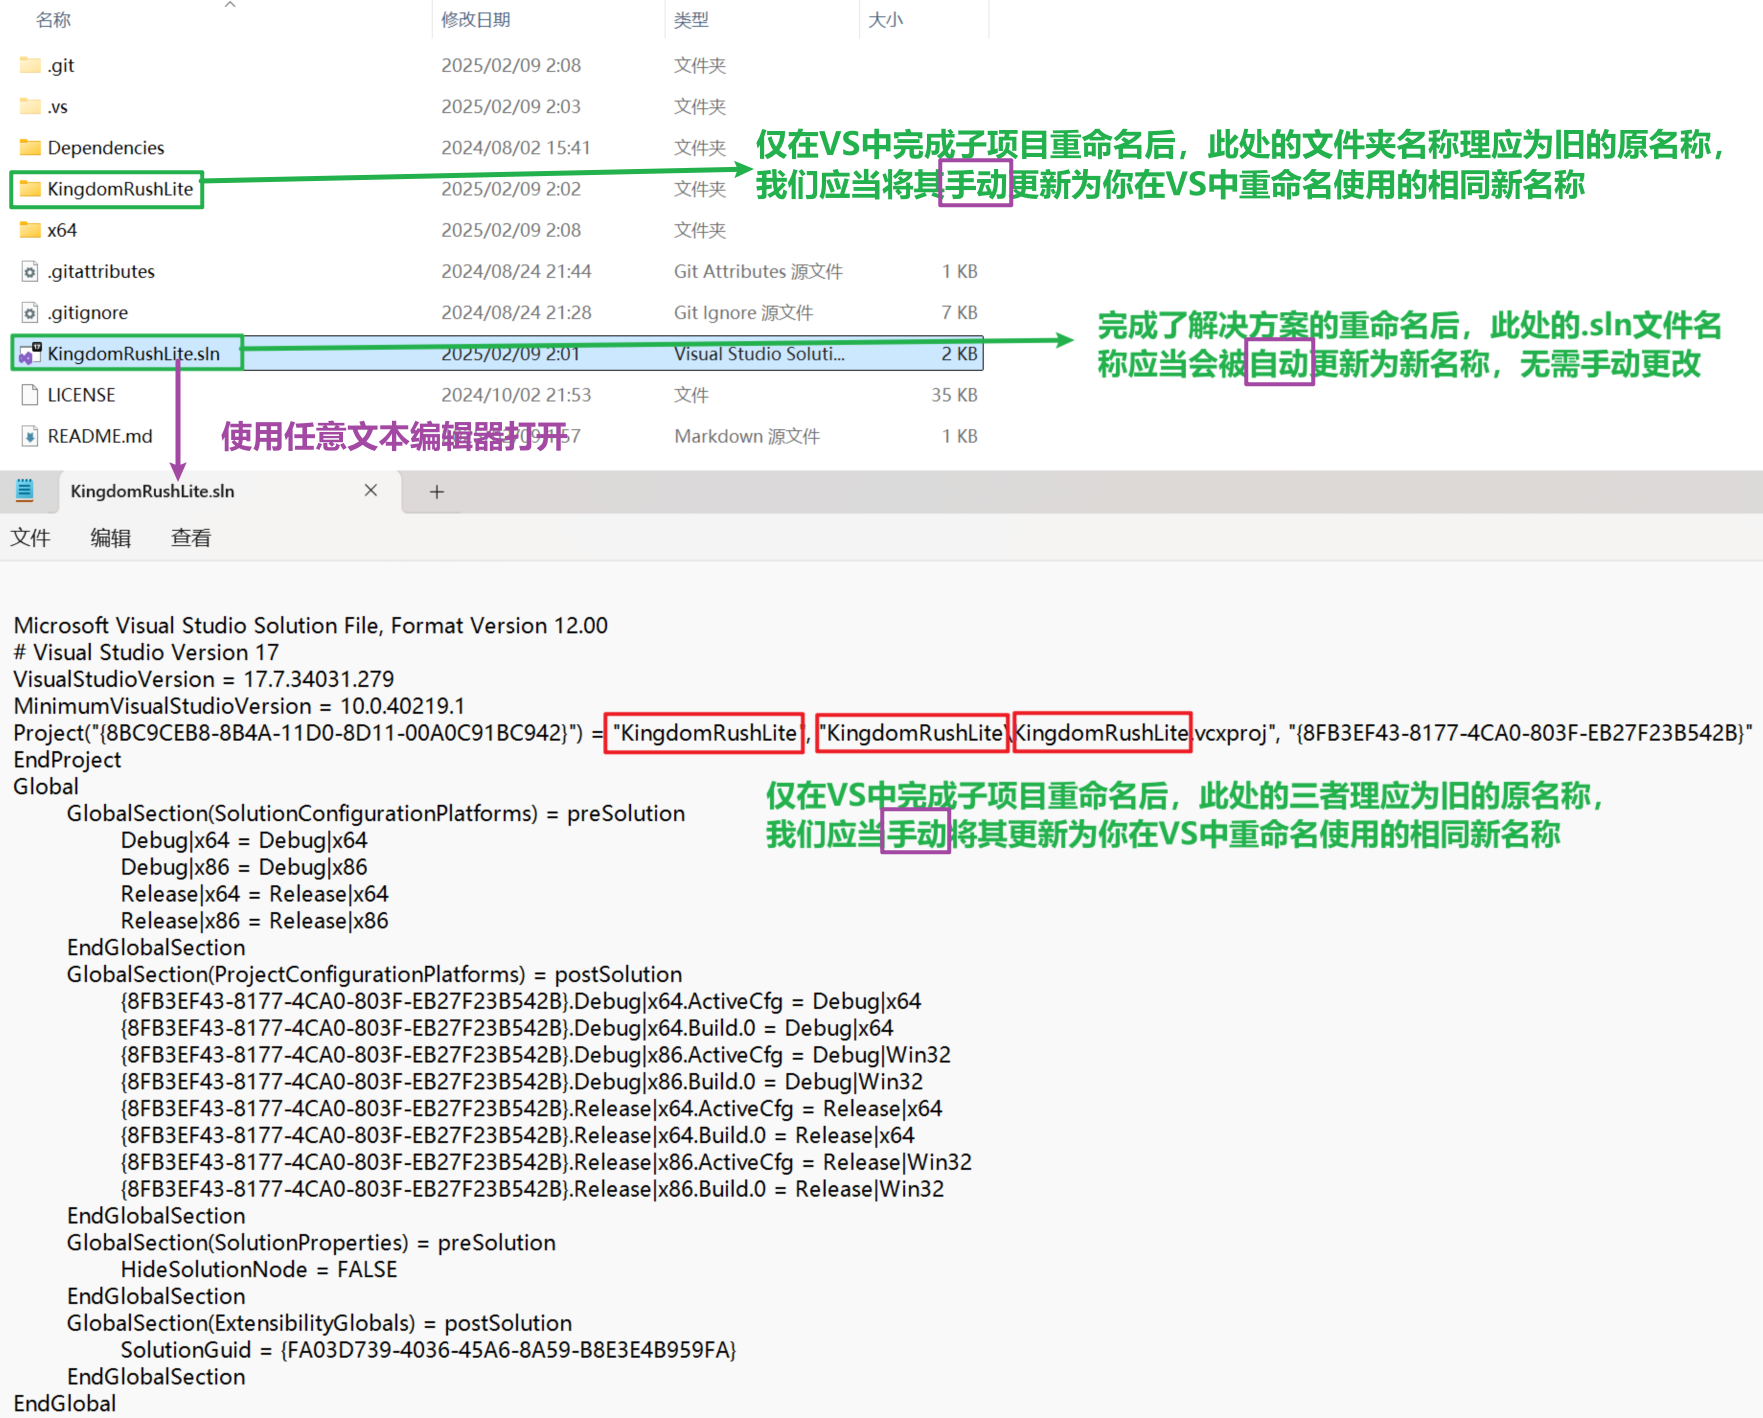 名称 修改日期 类型 大小
.git 2025/02/09 2:08 文件夹
.vs 2025/02/09 2:03 文件夹
Dependencies 2024/08/02 15:41 文件夹
仅在VS中完成子项目重命名后，此处的文件夹名称理应为旧的原名称，
KingdomRushLite 2025/02/09 2:02 文件夹
我们应当将其手动更新为你在VS中重命名使用的相同新名称
x64 2025/02/09 2:08 文件夹
.gitattributes 2024/08/24 21:44 Git Attributes 源文件 1 KB
.gitignore 2024/08/24 21:28 Git Ignore 源文件 7 KB
完成了解决方案的重命名后，此处的.sln文件名
KingdomRushLite.sln 2025/02/09 2:01 Visual Studio Soluti... 2 KB
称应当会被自动更新为新名称，无需手动更改
LICENSE 2024/10/02 21:53 文件 35 KB
README.md 57 Markdown 源文件 1 KB
使用任意文本编辑器打开
KingdomRushLite.sln
文件 编辑 查看
Microsoft Visual Studio Solution File, Format Version 12.00
# Visual Studio Version 17
VisualStudioVersion = 17.7.34031.279
MinimumVisualStudioVersion = 10.0.40219.1
Project("{8BC9CEB8-8B4A-11D0-8D11-00A0C91BC942}") = "KingdomRushLite", "KingdomRushLite\KingdomRushLite.vcxproj", "{8FB3EF43-8177-4CA0-803F-EB27F23B542B}"
EndProject
Global
GlobalSection(SolutionConfigurationPlatforms) = preSolution
仅在VS中完成子项目重命名后，此处的三者理应为旧的原名称，
我们应当手动将其更新为你在VS中重命名使用的相同新名称
Debug|x64 = Debug|x64
Debug|x86 = Debug|x86
Release|x64 = Release|x64
Release|x86 = Release|x86
EndGlobalSection
GlobalSection(ProjectConfigurationPlatforms) = postSolution
{8FB3EF43-8177-4CA0-803F-EB27F23B542B}.Debug|x64.ActiveCfg = Debug|x64
{8FB3EF43-8177-4CA0-803F-EB27F23B542B}.Debug|x64.Build.0 = Debug|x64
{8FB3EF43-8177-4CA0-803F-EB27F23B542B}.Debug|x86.ActiveCfg = Debug|Win32
{8FB3EF43-8177-4CA0-803F-EB27F23B542B}.Debug|x86.Build.0 = Debug|Win32
{8FB3EF43-8177-4CA0-803F-EB27F23B542B}.Release|x64.ActiveCfg = Release|x64
{8FB3EF43-8177-4CA0-803F-EB27F23B542B}.Release|x64.Build.0 = Release|x64
{8FB3EF43-8177-4CA0-803F-EB27F23B542B}.Release|x86.ActiveCfg = Release|Win32
{8FB3EF43-8177-4CA0-803F-EB27F23B542B}.Release|x86.Build.0 = Release|Win32
EndGlobalSection
GlobalSection(SolutionProperties) = preSolution
HideSolutionNode = FALSE
EndGlobalSection
GlobalSection(ExtensibilityGlobals) = postSolution
SolutionGuid = {FA03D739-4036-45A6-8A59-B8E3E4B959FA}
EndGlobalSection
EndGlobal